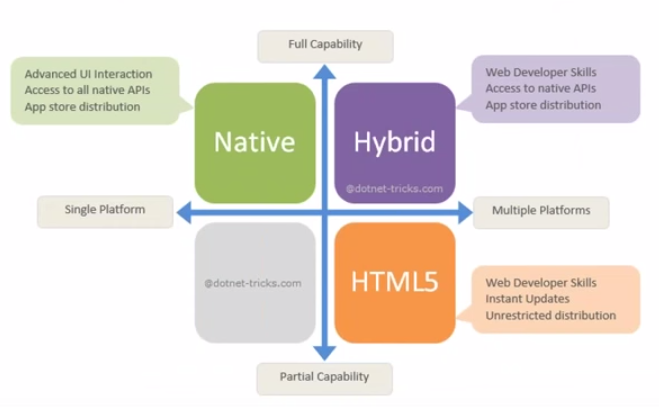 Full Capability
Advanced UI Interaction
Access to all native APIs
App store distribution
Web Developer Skills
Access to native APIs
App store distribution
Native
Hybrid
@dotnet-tricks.com
Single Platform
Multiple Platforms
@dotnet-tricks.com
HTML5
Web Developer Skills
Instant Updates
Unrestricted distribution
Partial Capability